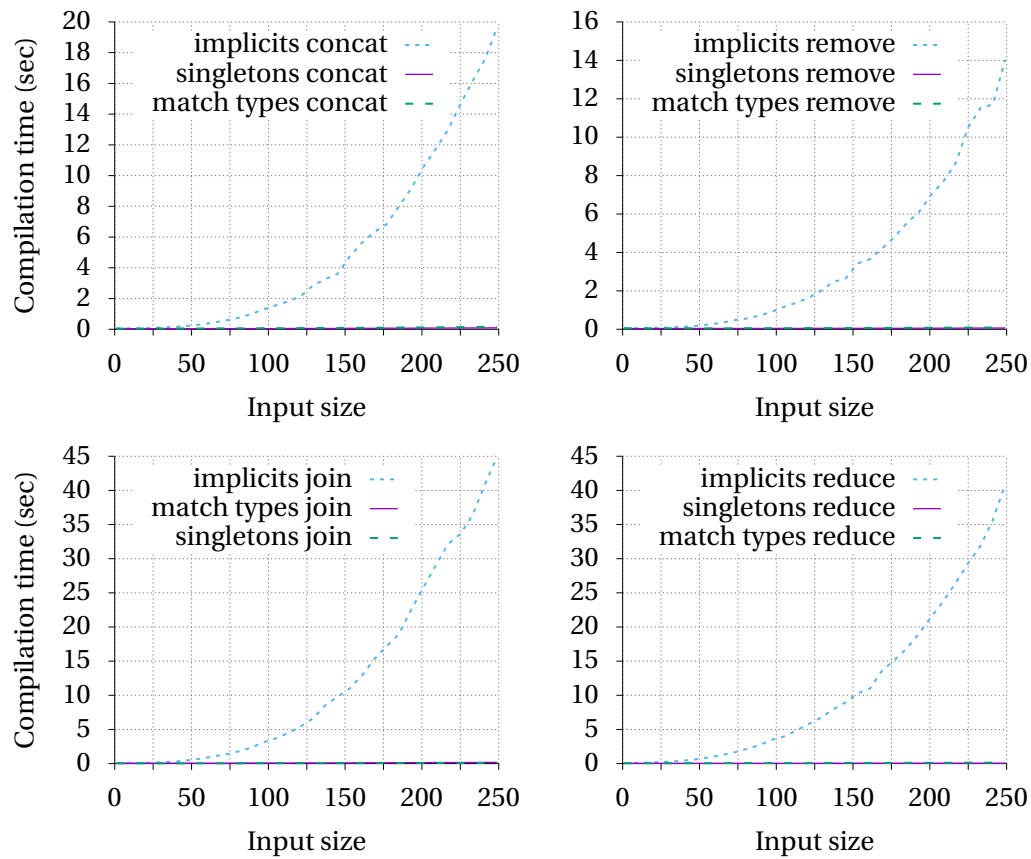 Compilation time (sec)
20
18
16
14
12
10
8
6
4
2
0
implicits concat
singletons concat
match types concat
0 50 100 150 200 250
Input size
16
14
12
10
8
6
4
2
0
implicits remove
singletons remove
match types remove
0 50 100 150 200 250
Input size
Compilation time (sec)
45
40
35
30
25
20
15
10
5
0
implicits join
match types join
singletons join
0 50 100 150 200 250
Input size
45
40
35
30
25
20
15
10
5
0
implicits reduce
singletons reduce
match types reduce
0 50 100 150 200 250
Input size